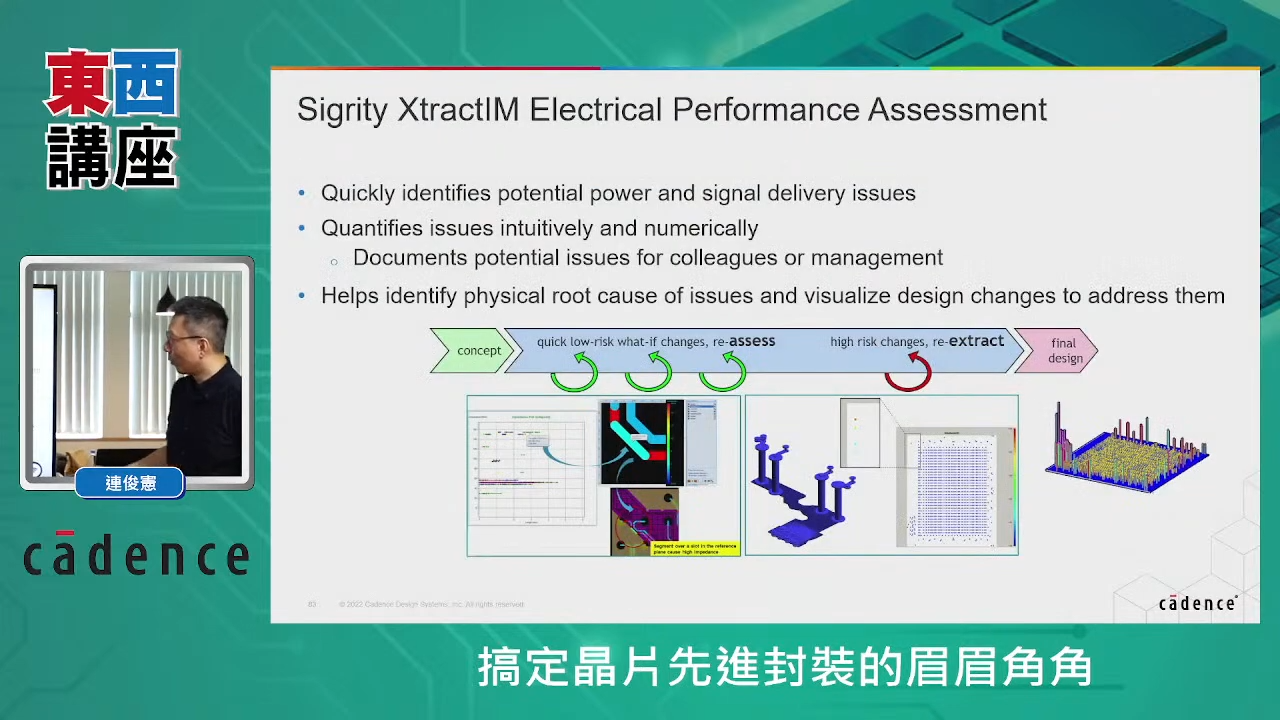 東西
講座
Sigrity XtractIM Electrical Performance Assessment
• Quickly identifies potential power and signal delivery issues
• Quantifies issues intuitively and numerically
○ Documents potential issues for colleagues or management
• Helps identify physical root cause of issues and visualize design changes to address them
concept
quick low-risk what-if changes, re-assess
high risk changes, re-extract
final
design
Segment over a slot in the reference
plane cause high impedance
連俊憲
cādence
© 2022 Cadence Design Systems, Inc. All rights reserved.
cādence
搞定晶片先進封裝的眉眉角角